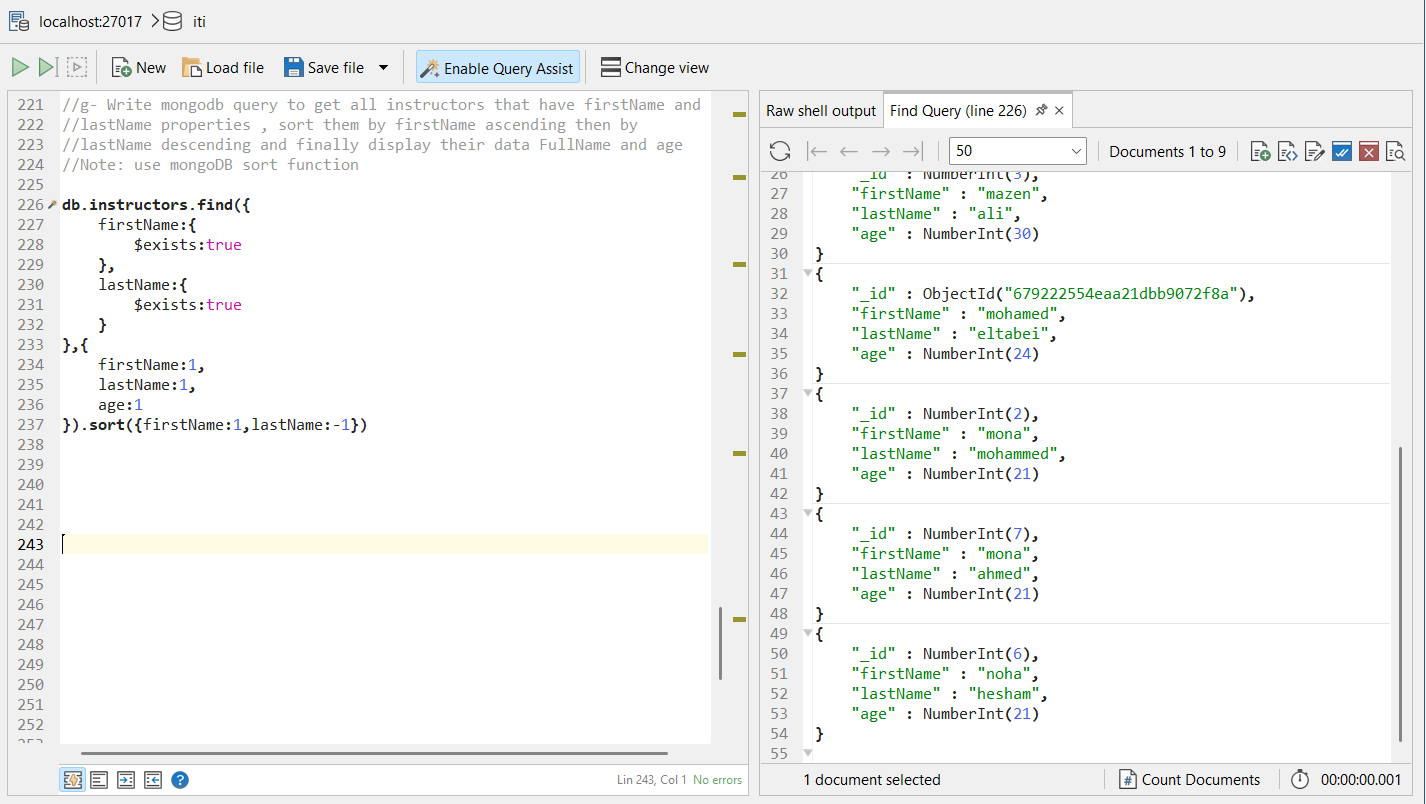 localhost:27017 iti
New Load file Save file Enable Query Assist Change view
221 //g- Write mongodb query to get all instructors that have firstName and
222 //lastName properties , sort them by firstName ascending then by
223 //lastName descending and finally display their data FullName and age
224 //Note: use mongoDB sort function
225
226 db.instructors.find({
227 firstName:{
228 $exists:true
229 },
230 lastName:{
231 $exists:true
232 }
233 },{
234 firstName:1,
235 lastName:1,
236 age:1
237 }).sort({firstName:1,lastName:-1})
238
239
240
241
242
243
244
245
246
247
248
249
250
251
252
253
Lin 243, Col 1 No errors
Raw shell output Find Query (line 226)
50 Documents 1 to 9
26 "_id" : NumberInt(3),
27 "firstName" : "mazen",
28 "lastName" : "ali",
29 "age" : NumberInt(30)
30 }
31 {
32 "_id" : ObjectId("679222554eaa21dbb9072f8a"),
33 "firstName" : "mohamed",
34 "lastName" : "eltabei",
35 "age" : NumberInt(24)
36 }
37 {
38 "_id" : NumberInt(2),
39 "firstName" : "mona",
40 "lastName" : "mohammed",
41 "age" : NumberInt(21)
42 }
43 {
44 "_id" : NumberInt(7),
45 "firstName" : "mona",
46 "lastName" : "ahmed",
47 "age" : NumberInt(21)
48 }
49 {
50 "_id" : NumberInt(6),
51 "firstName" : "noha",
52 "lastName" : "hesham",
53 "age" : NumberInt(21)
54 }
55
1 document selected Count Documents 00:00:00.001